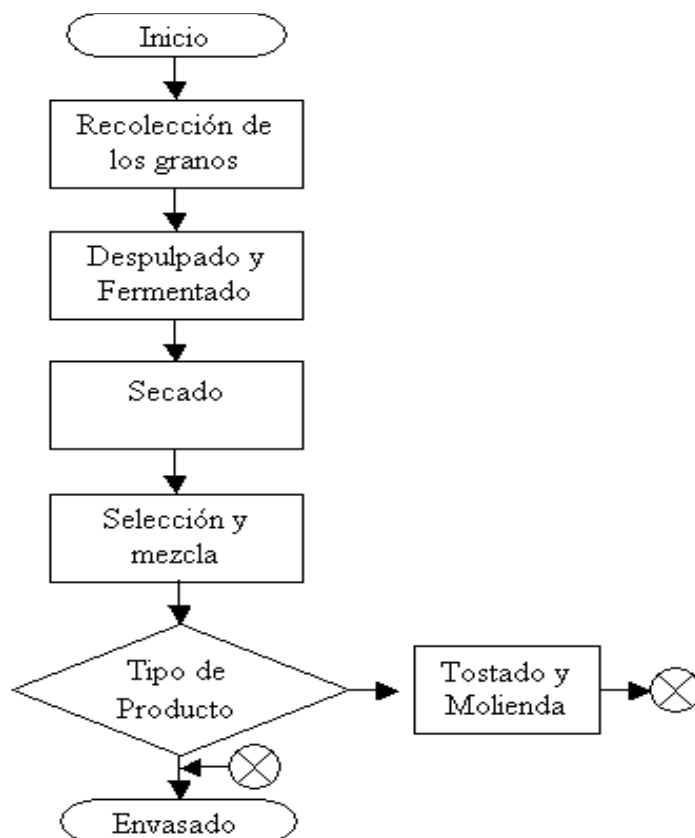 Inicio
Recolección de
los granos
Despulpado y
Fermentado
Secado
Selección y
mezcla
Tipo de
Producto
Tostado y
Molienda
Envasado